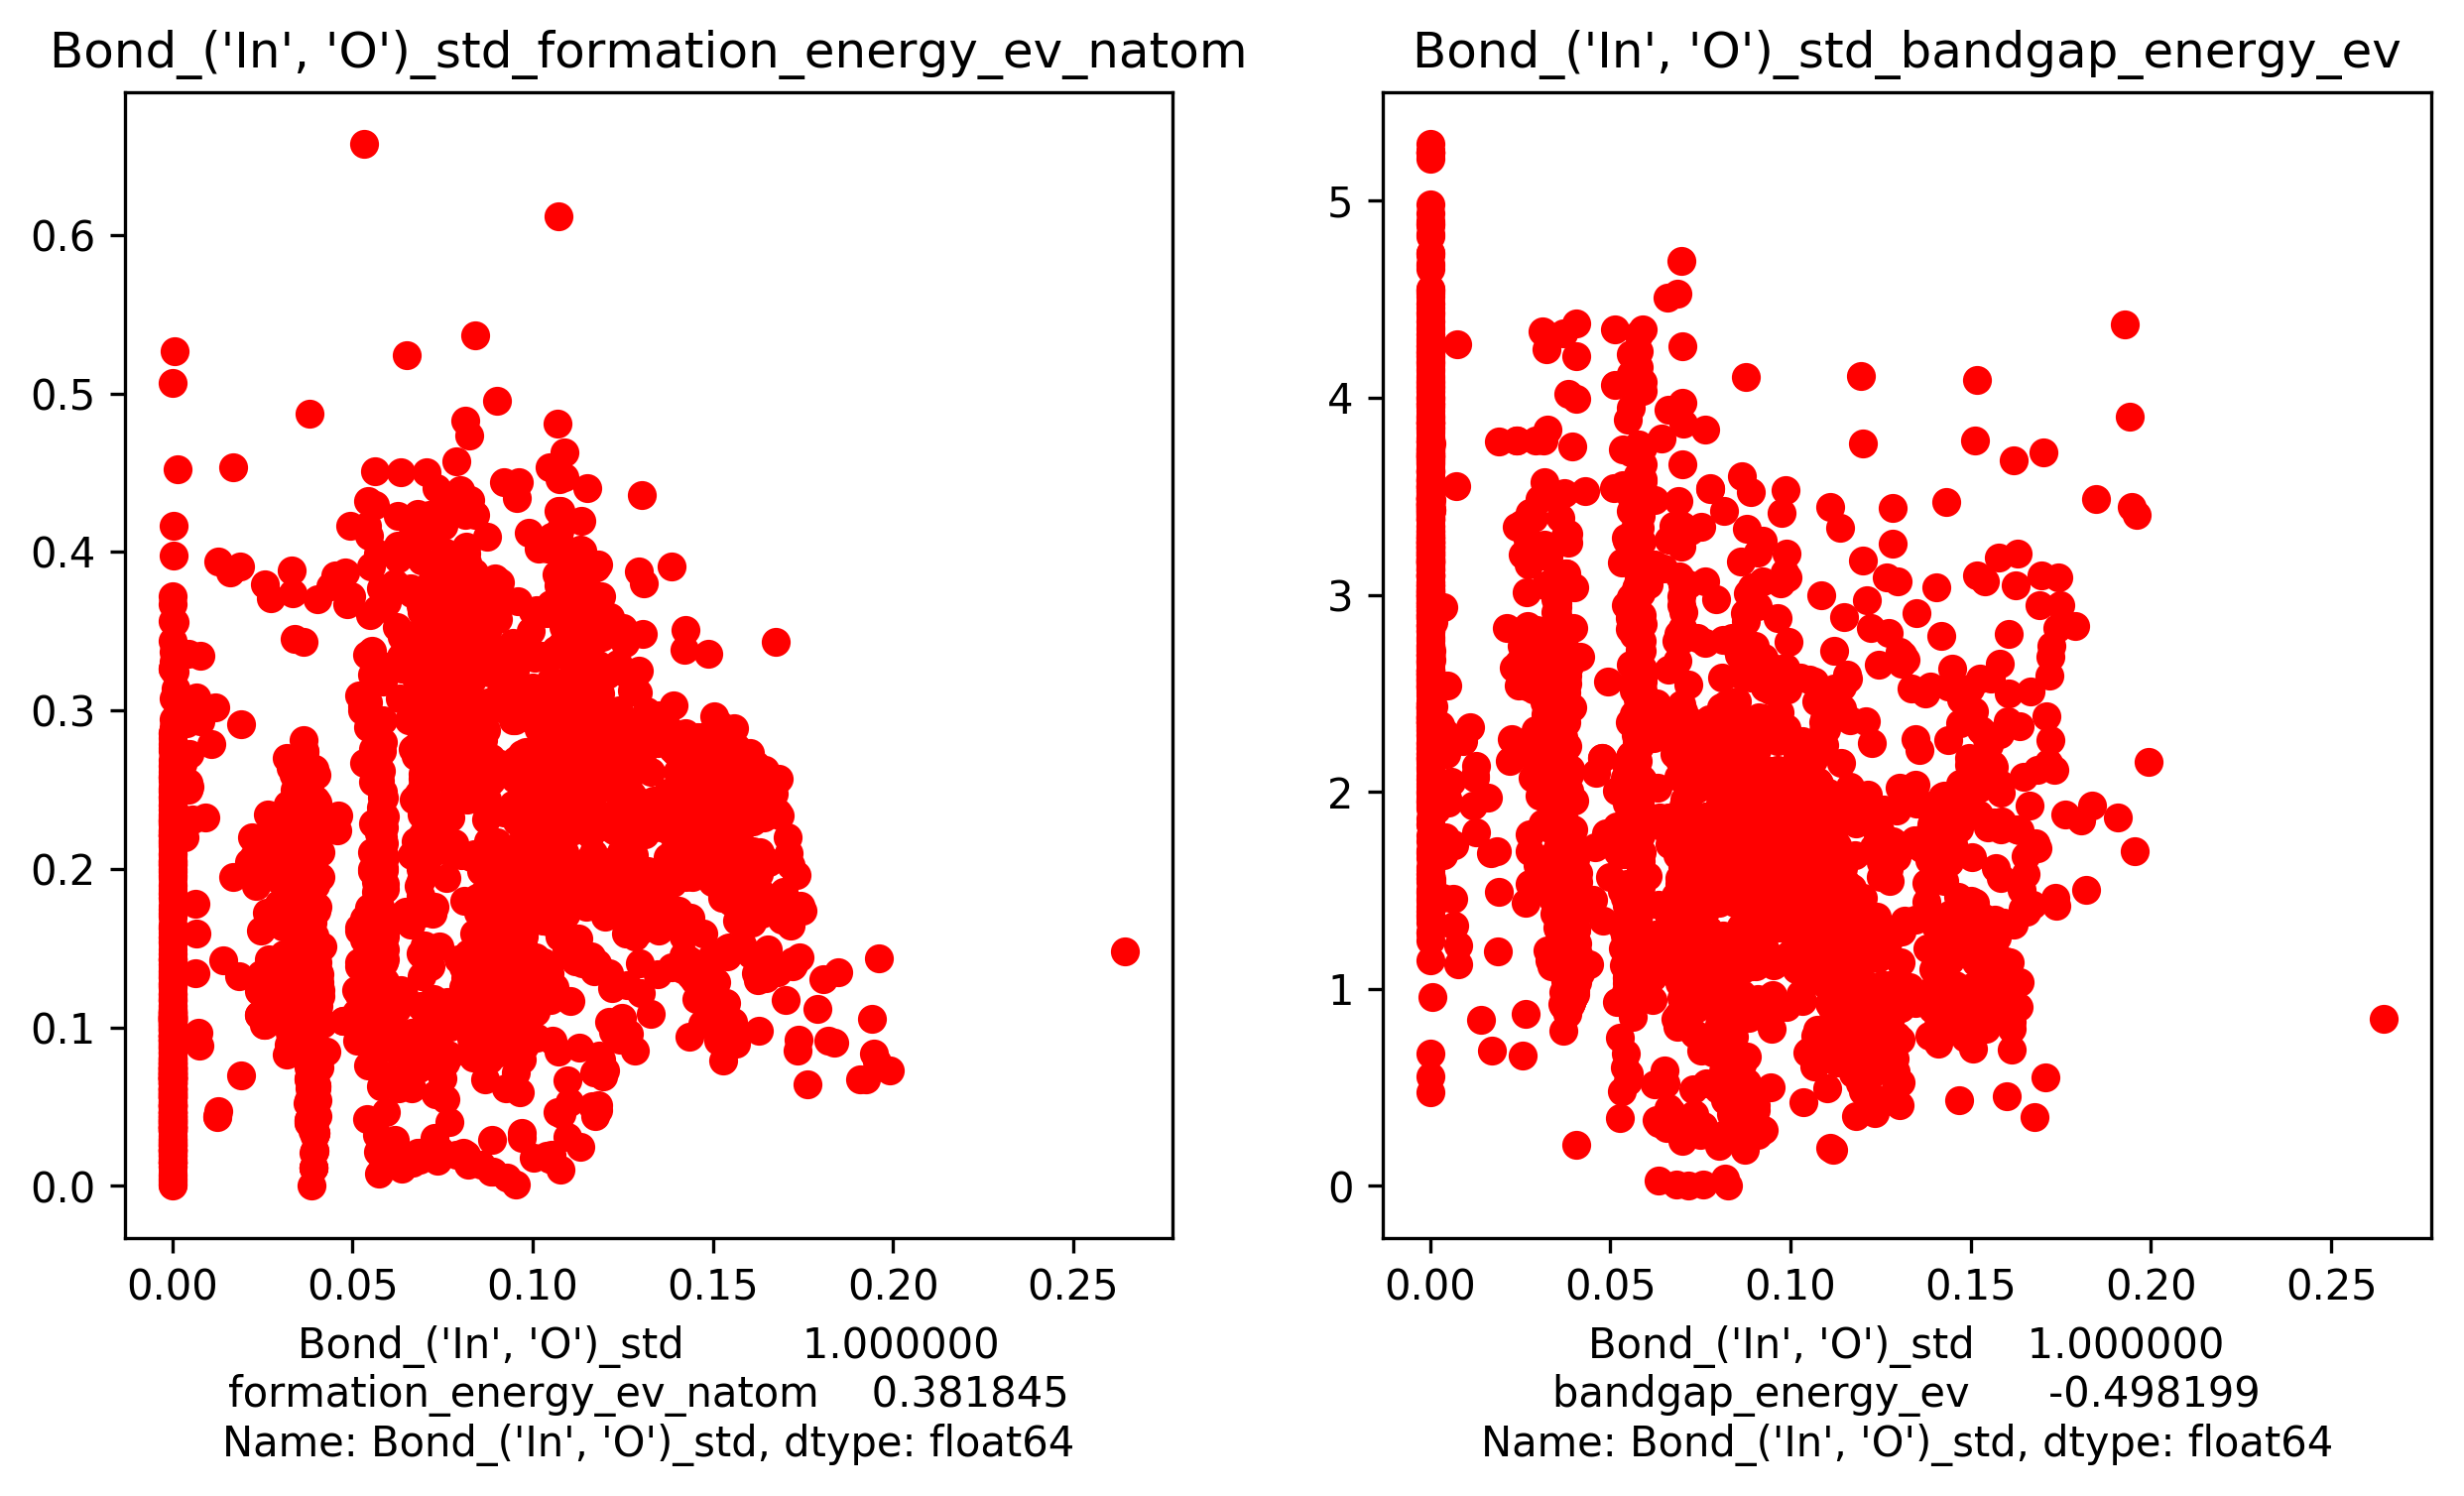 Bond_('In', 'O')_std_formation_energy_ev_natom
0.6
0.5
0.4
0.3
0.2
0.1
0.0
0.00 0.05 0.10 0.15 0.20 0.25
Bond_('In', 'O')_std 1.000000
formation_energy_ev_natom 0.381845
Name: Bond_('In', 'O')_std, dtype: float64
Bond_('In', 'O')_std_bandgap_energy_ev
5
4
3
2
1
0
0.00 0.05 0.10 0.15 0.20 0.25
Bond_('In', 'O')_std 1.000000
bandgap_energy_ev -0.498199
Name: Bond_('In', 'O')_std, dtype: float64